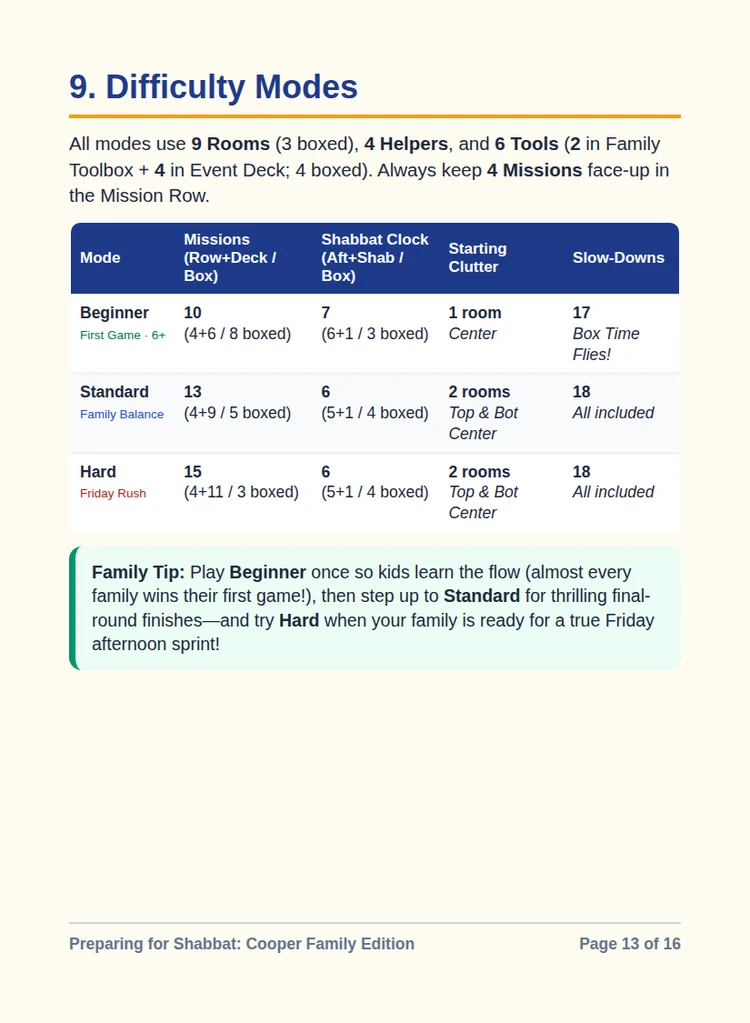 9. Difficulty Modes
All modes use 9 Rooms (3 boxed), 4 Helpers, and 6 Tools (2 in Family
Toolbox + 4 in Event Deck; 4 boxed). Always keep 4 Missions face-up in
the Mission Row.
Mode
Missions
(Row+Deck /
Box)
Shabbat Clock
(Aft+Shab /
Box)
Starting
Clutter
Slow-Downs
Beginner
First Game · 6+
10
(4+6 / 8 boxed)
7
(6+1 / 3 boxed)
1 room
Center
17
Box Time
Flies!
Standard
Family Balance
13
(4+9 / 5 boxed)
6
(5+1 / 4 boxed)
2 rooms
Top & Bot
Center
18
All included
Hard
Friday Rush
15
(4+11 / 3 boxed)
6
(5+1 / 4 boxed)
2 rooms
Top & Bot
Center
18
All included
Family Tip: Play Beginner once so kids learn the flow (almost every
family wins their first game!), then step up to Standard for thrilling final-
round finishes—and try Hard when your family is ready for a true Friday
afternoon sprint!
Preparing for Shabbat: Cooper Family Edition
Page 13 of 16